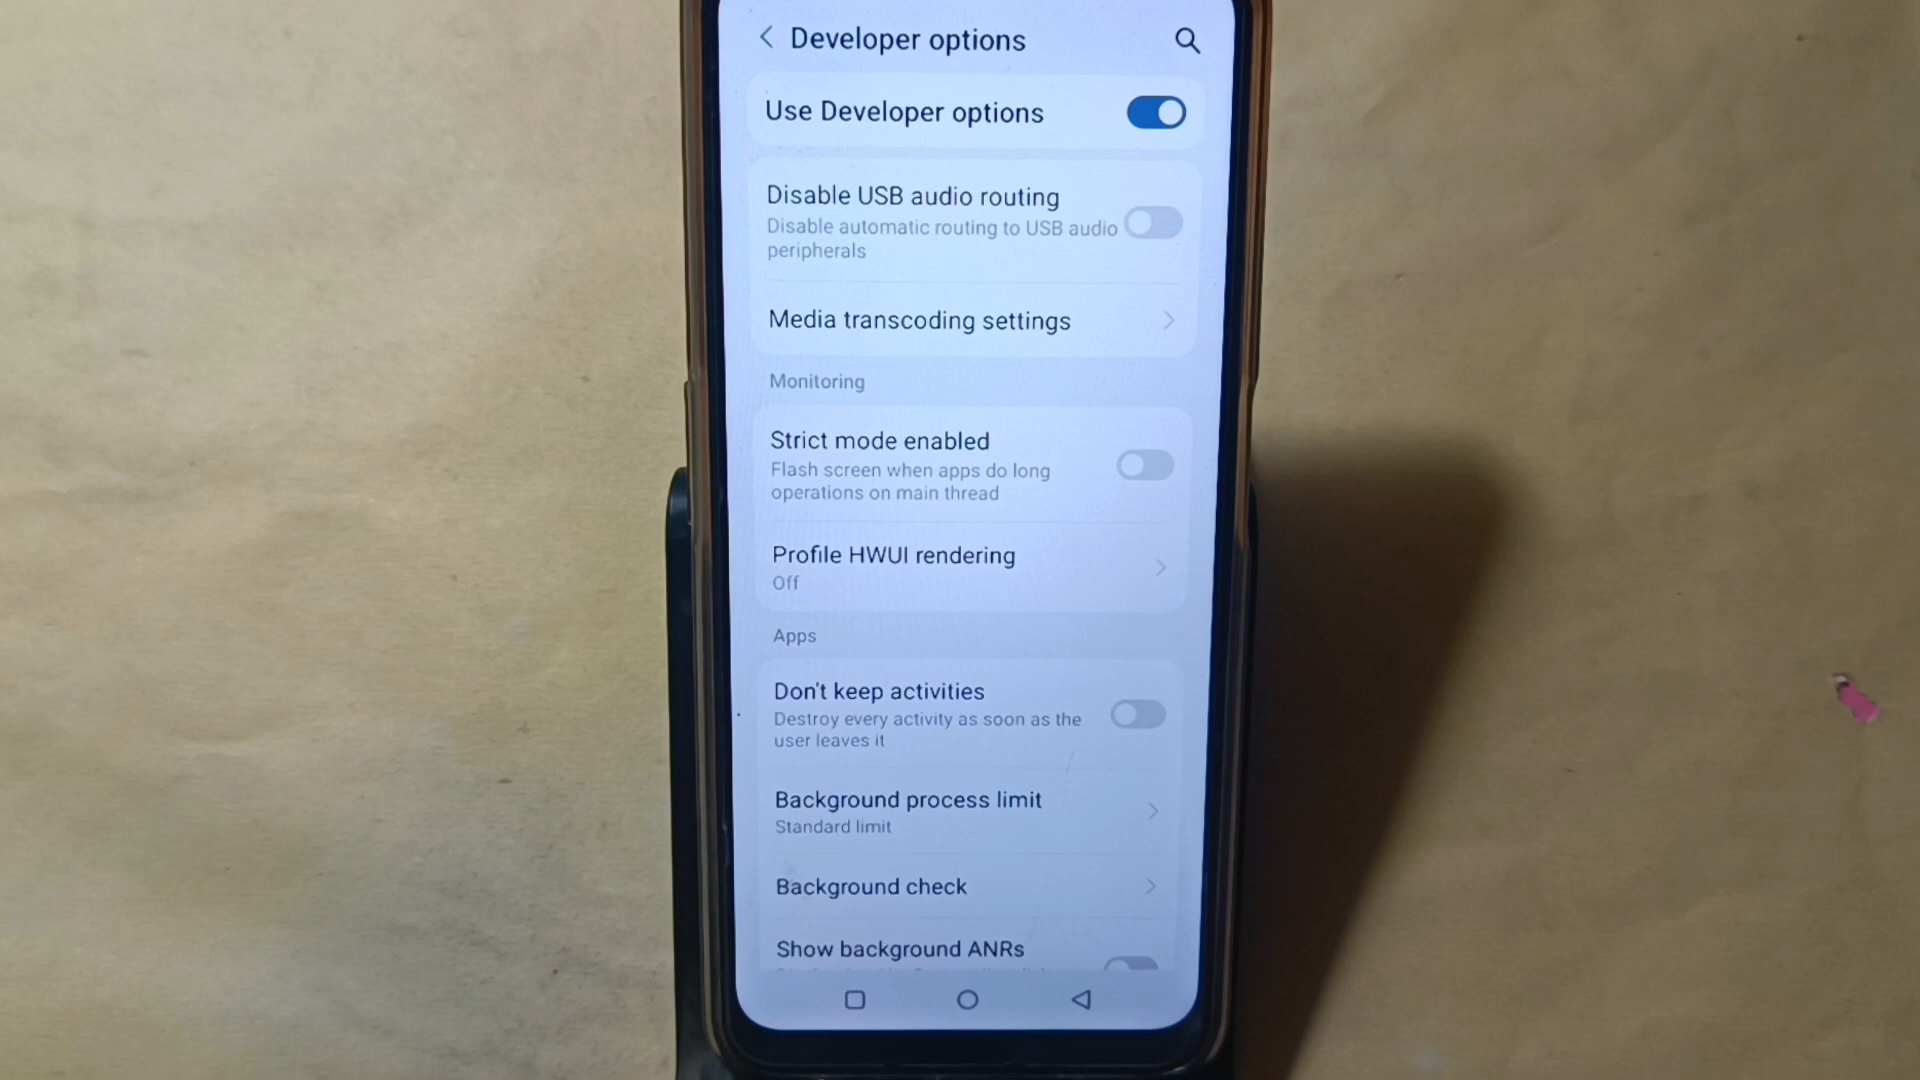 Developer options
Use Developer options
Disable USB audio routing
Disable automatic routing to USB audio
peripherals
Media transcoding settings
Monitoring
Strict mode enabled
Flash screen when apps do long
operations on main thread
Profile HWUI rendering
Off
Apps
Don't keep activities
Destroy every activity as soon as the
user leaves it
Background process limit
Standard limit
Background check
Show background ANRs